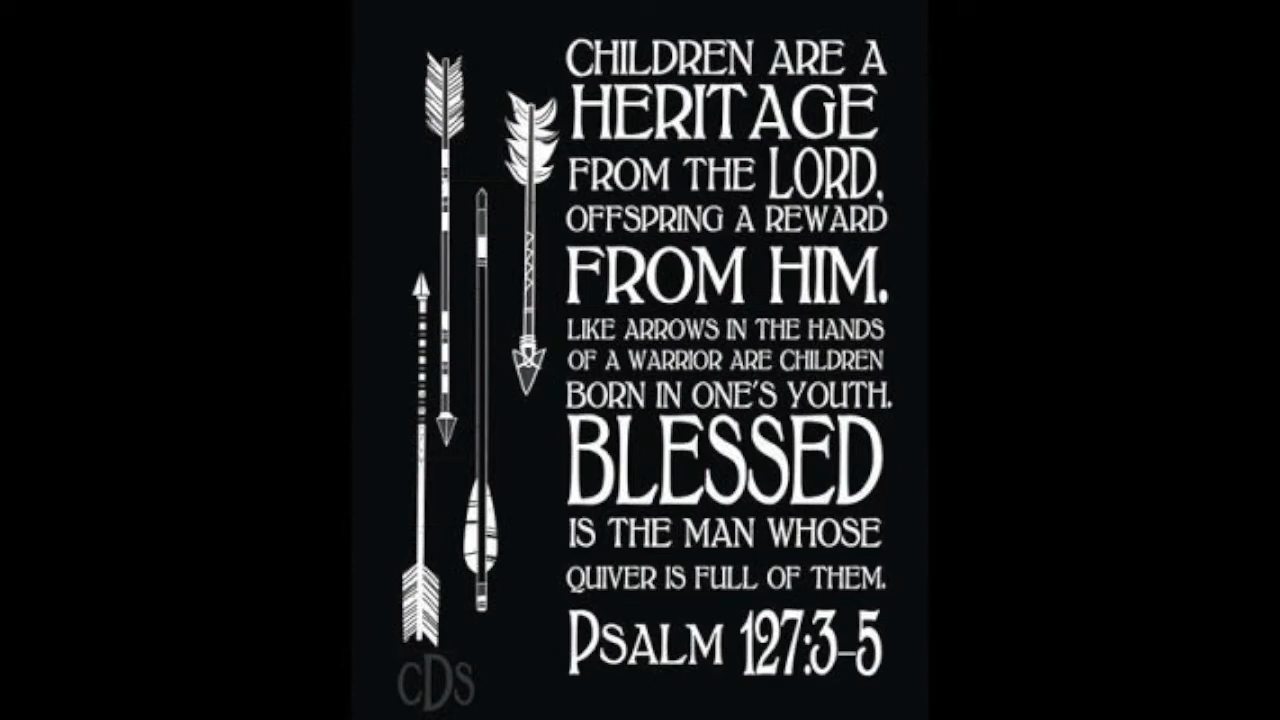 CHILDREN ARE A
HERITAGE
FROM THE LORD,
OFFSPRING A REWARD
FROM HIM.
LIKE ARROWS IN THE HANDS
OF A WARRIOR ARE CHILDREN
BORN IN ONE'S YOUTH.
BLESSED
IS THE MAN WHOSE
QUIVER IS FULL OF THEM.
PSALM 127:3-5
CDS